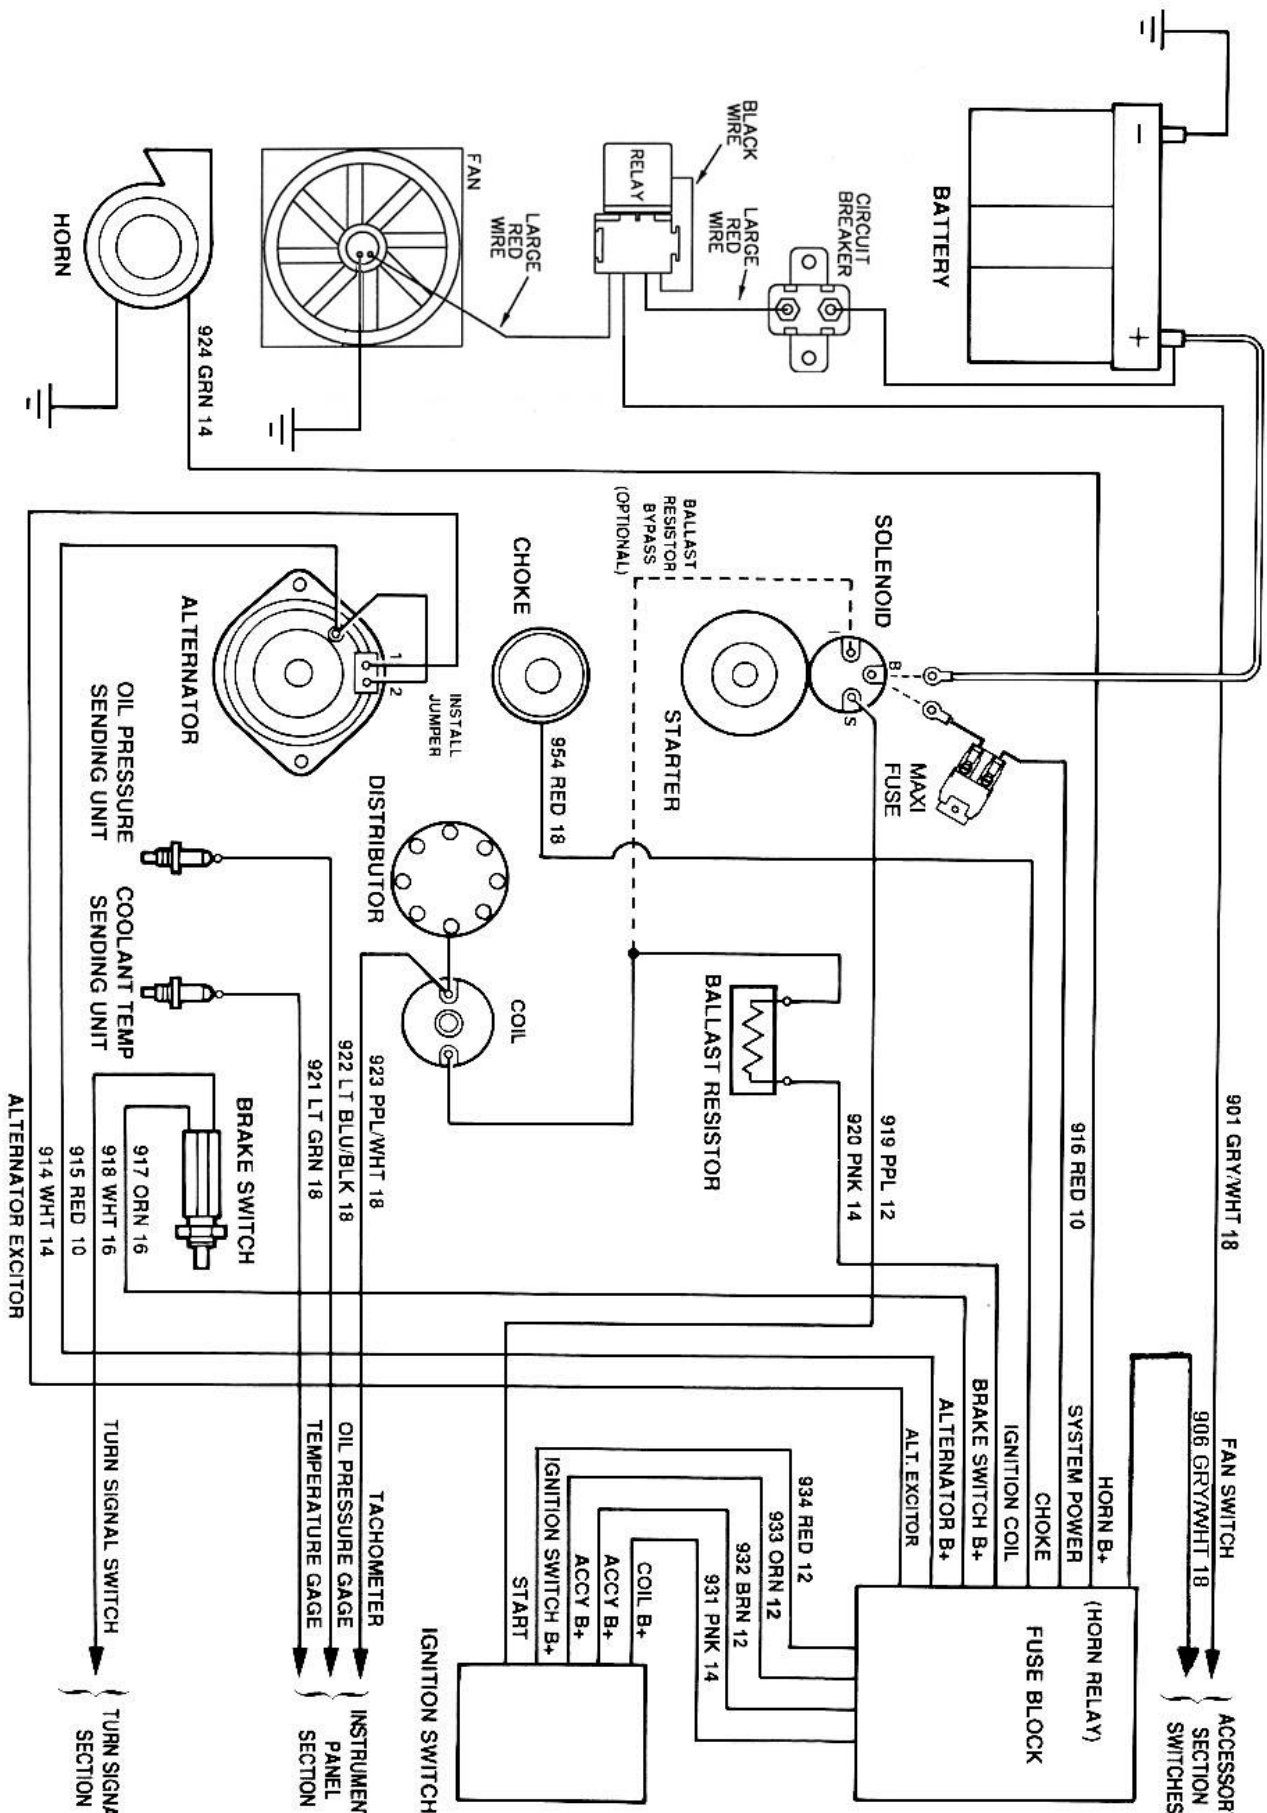 BATTERY
-
+
CIRCUIT
BREAKER
BLACK
WIRE
LARGE
RED
WIRE
RELAY
LARGE
RED
WIRE
FAN
HORN
924 GRN 14
901 GRY/WHT 18
FAN SWITCH
906 GRY/WHT 18
SOLENOID
I
B
S
BALLAST
RESISTOR
BYPASS
(OPTIONAL)
STARTER
MAXI
FUSE
CHOKE
954 RED 18
ALTERNATOR
1
2
INSTALL
JUMPER
DISTRIBUTOR
COIL
BALLAST RESISTOR
916 RED 10
919 PPL 12
920 PNK 14
OIL PRESSURE
SENDING UNIT
COOLANT TEMP
SENDING UNIT
923 PPL/WHT 18
922 LT BLU/BLK 18
921 LT GRN 18
BRAKE SWITCH
917 ORN 16
918 WHT 16
915 RED 10
914 WHT 14
ALTERNATOR EXCITOR
HORN B+
SYSTEM POWER
CHOKE
IGNITION COIL
BRAKE SWITCH B+
ALTERNATOR B+
ALT. EXCITOR
(HORN RELAY)
FUSE BLOCK
934 RED 12
933 ORN 12
932 BRN 12
931 PNK 14
COIL B+
ACCY B+
ACCY B+
IGNITION SWITCH B+
START
IGNITION SWITCH
TACHOMETER
OIL PRESSURE GAGE
TEMPERATURE GAGE
TURN SIGNAL SWITCH
ACCESSOR
SECTION
SWITCHES
INSTRUMEN
PANEL
SECTION
TURN SIGNA
SECTION